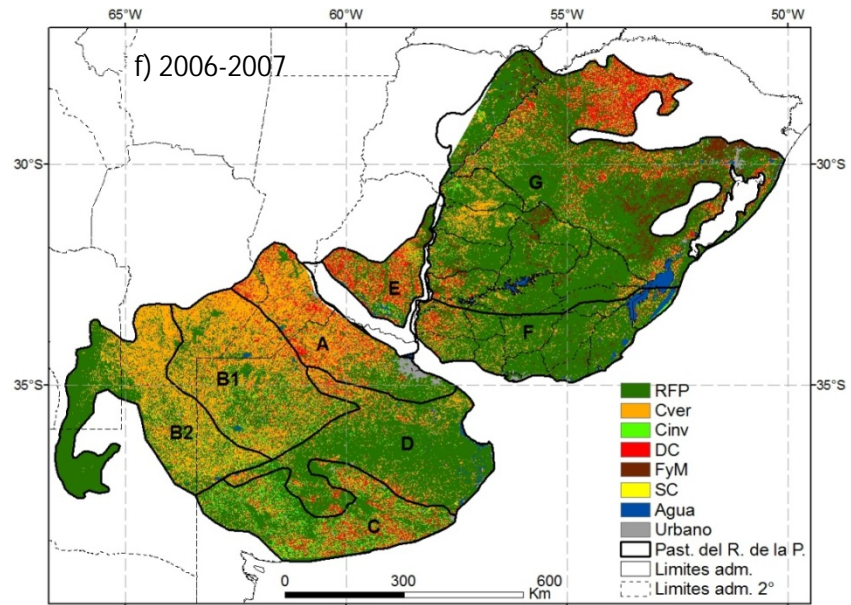 65°W 60°W 55°W 50°W
f) 2006-2007
30°S 30°S
G
E
A
F
35°S 35°S
B1
RFP
Cver
B2
D
Cinv
DC
FyM
SC
C
Agua
Urbano
Past. del R. de la P.
Limites adm.
0 300 600
Km
Limites adm. 2°